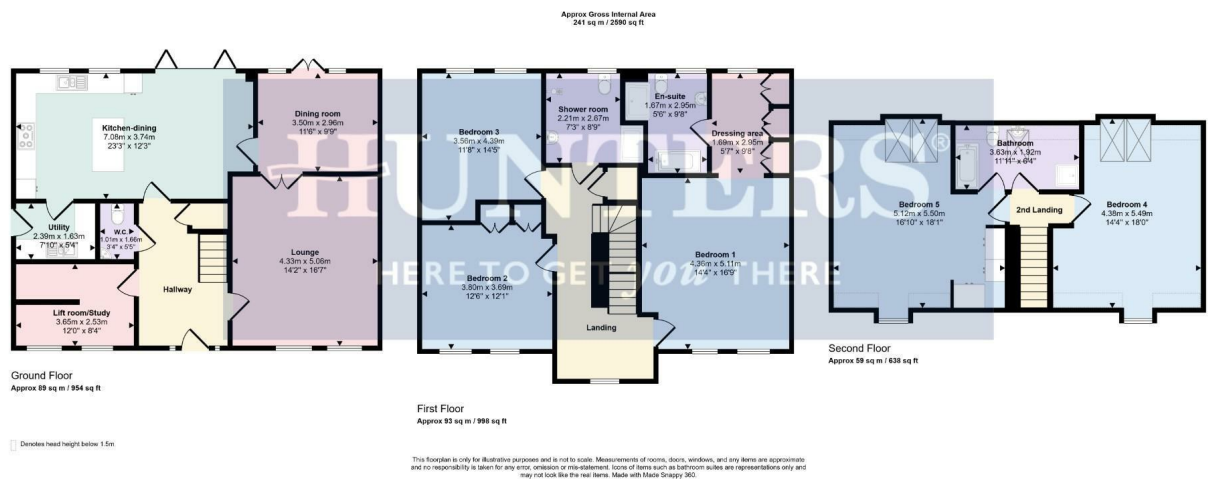 Approx Gross Internal Area
241 sq m / 2590 sq ft
Kitchen-dining
7.08m x 3.74m
23'3" x 12'3"
Dining room
3.50m x 2.96m
11'6" x 9'9"
Utility
2.39m x 1.63m
7'10" x 5'4"
W.C.
1.01m x 1.66m
3'4" x 5'5"
Lounge
4.33m x 5.06m
14'2" x 16'7"
Hallway
Lift room/Study
3.65m x 2.53m
12'0" x 8'4"
Ground Floor
Approx 89 sq m / 954 sq ft
Bedroom 3
3.56m x 4.39m
11'8" x 14'5"
Shower room
2.21m x 2.67m
7'3" x 8'9"
En-suite
1.67m x 2.95m
5'6" x 9'8"
Dressing area
1.69m x 2.95m
5'7" x 9'8"
Bedroom 2
3.80m x 3.69m
12'6" x 12'1"
Bedroom 1
4.36m x 5.11m
14'4" x 16'9"
Landing
First Floor
Approx 93 sq m / 998 sq ft
Bathroom
3.63m x 1.92m
11'11" x 6'4"
Bedroom 5
5.12m x 5.50m
16'10" x 18'1"
2nd Landing
Bedroom 4
4.38m x 5.49m
14'4" x 18'0"
Second Floor
Approx 59 sq m / 638 sq ft
HUNTERS®
HERE TO GET you THERE
Denotes head height below 1.5m
This floorplan is only for illustrative purposes and is not to scale. Measurements of rooms, doors, windows, and any items are approximate
and no responsibility is taken for any error, omission or mis-statement. Icons of items such as bathroom suites are representations only and
may not look like the real items. Made with Made Snappy 360.